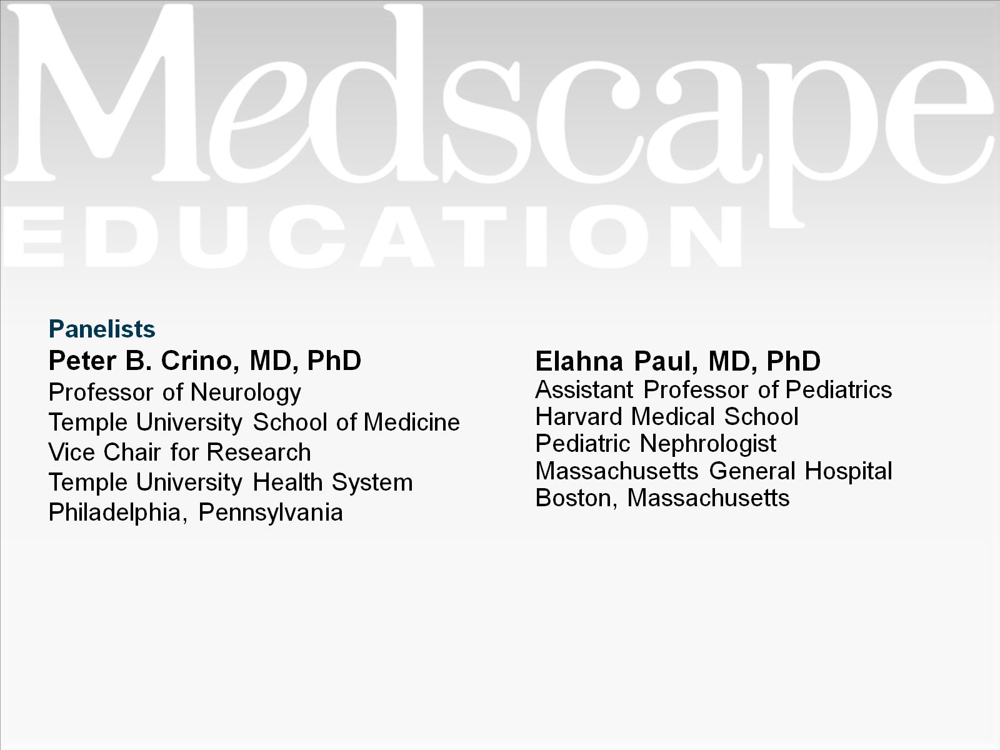 Medscape
EDUCATION
Panelists
Peter B. Crino, MD, PhD
Professor of Neurology
Temple University School of Medicine
Vice Chair for Research
Temple University Health System
Philadelphia, Pennsylvania
Elahna Paul, MD, PhD
Assistant Professor of Pediatrics
Harvard Medical School
Pediatric Nephrologist
Massachusetts General Hospital
Boston, Massachusetts